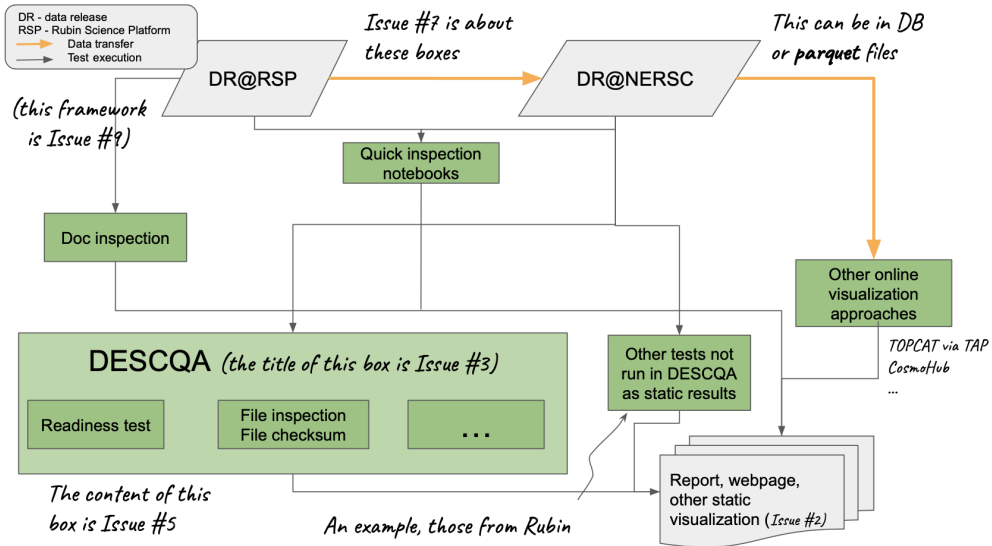 DR - data release
RSP - Rubin Science Platform
Data transfer
Test execution
Issue #7 is about
these boxes
This can be in DB
or parquet files
DR@RSP
DR@NERSC
(this framework
is Issue #9)
Quick inspection
notebooks
Doc inspection
Other online
visualization
approaches
TOPCAT via TAP
CosmoHub
...
DESCQA (the title of this box is Issue #3)
Other tests not
run in DESCQA
as static results
Readiness test
File inspection
File checksum
...
Report, webpage,
other static
visualization (Issue #2)
The content of this
box is Issue #5
An example, those from Rubin